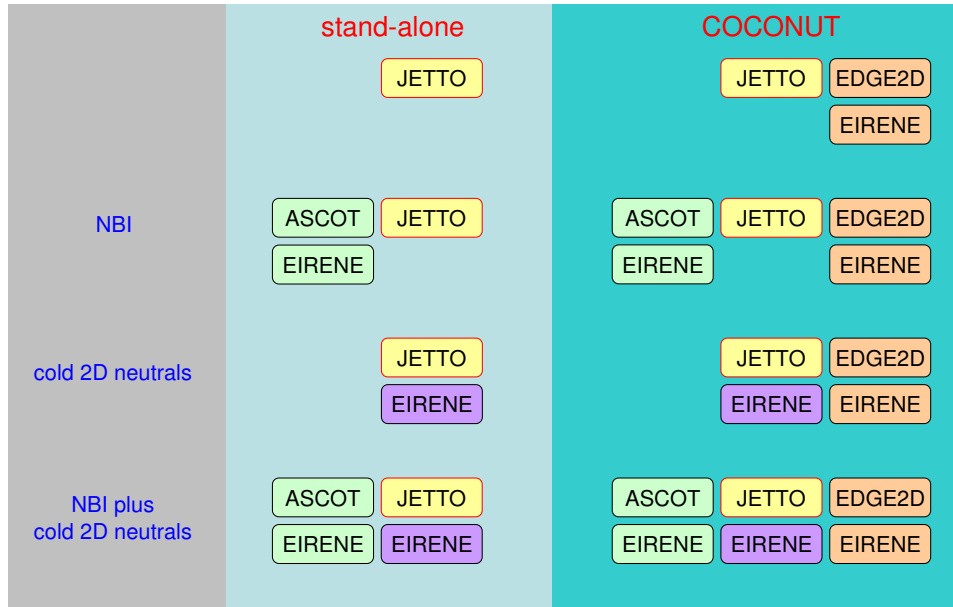 stand-alone COCONUT
JETTO JETTO EDGE2D
EIRENE
NBI ASCOT JETTO ASCOT JETTO EDGE2D
EIRENE EIRENE EIRENE
cold 2D neutrals JETTO JETTO EDGE2D
EIRENE EIRENE EIRENE
NBI plus ASCOT JETTO ASCOT JETTO EDGE2D
cold 2D neutrals EIRENE EIRENE EIRENE EIRENE EIRENE